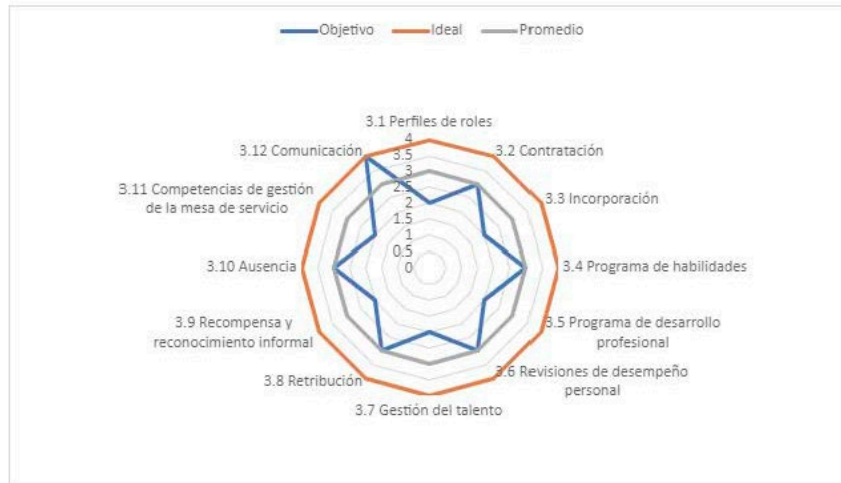 Objetivo Ideal Promedio
3.1 Perfiles de roles
4
3.12 Comunicación
3.5
3.2 Contratación
3
3.11 Competencias de gestión
de la mesa de servicio
2.5
3.3 Incorporación
2
1.5
1
0.5
3.10 Ausencia
0
3.4 Programa de habilidades
3.9 Recompensa y
reconocimiento informal
3.5 Programa de desarrollo
profesional
3.8 Retribución
3.6 Revisiones de desempeño
personal
3.7 Gestión del talento